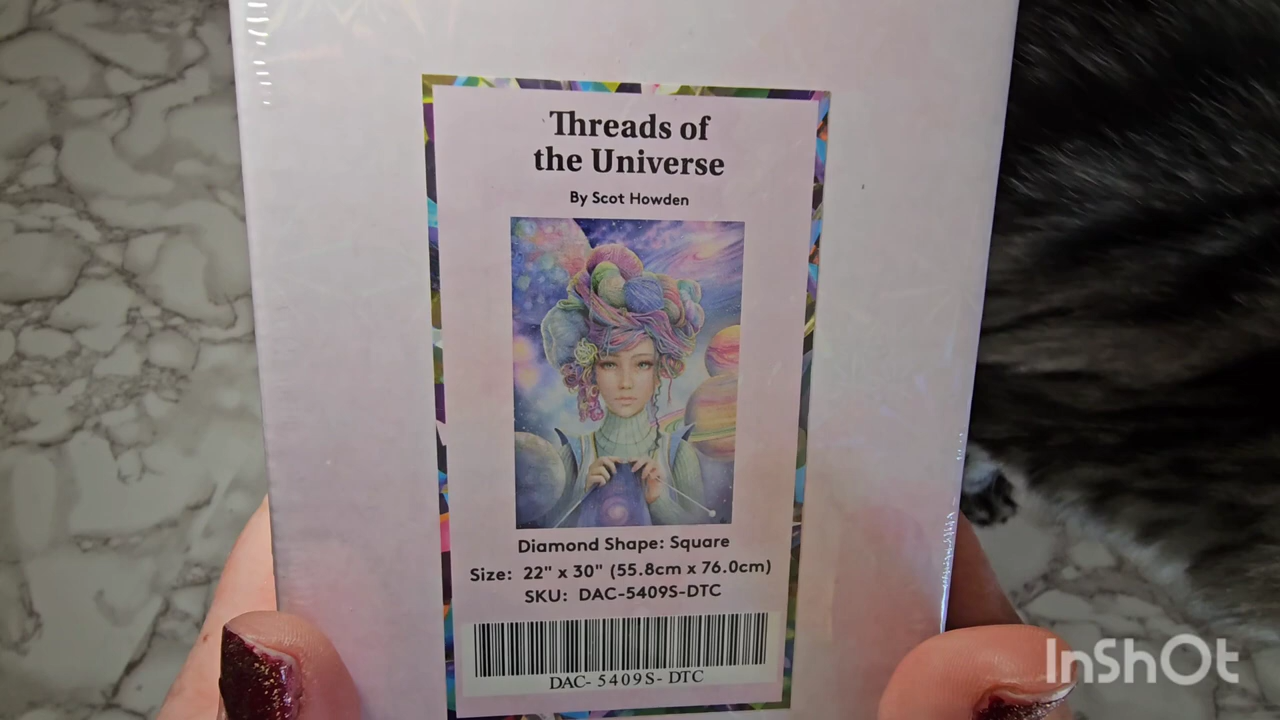 Threads of
the Universe
By Scot Howden
Diamond Shape: Square
Size: 22" x 30" (55.8cm x 76.0cm)
SKU: DAC-5409S-DTC
DAC- 5409S- DTC
InShOt